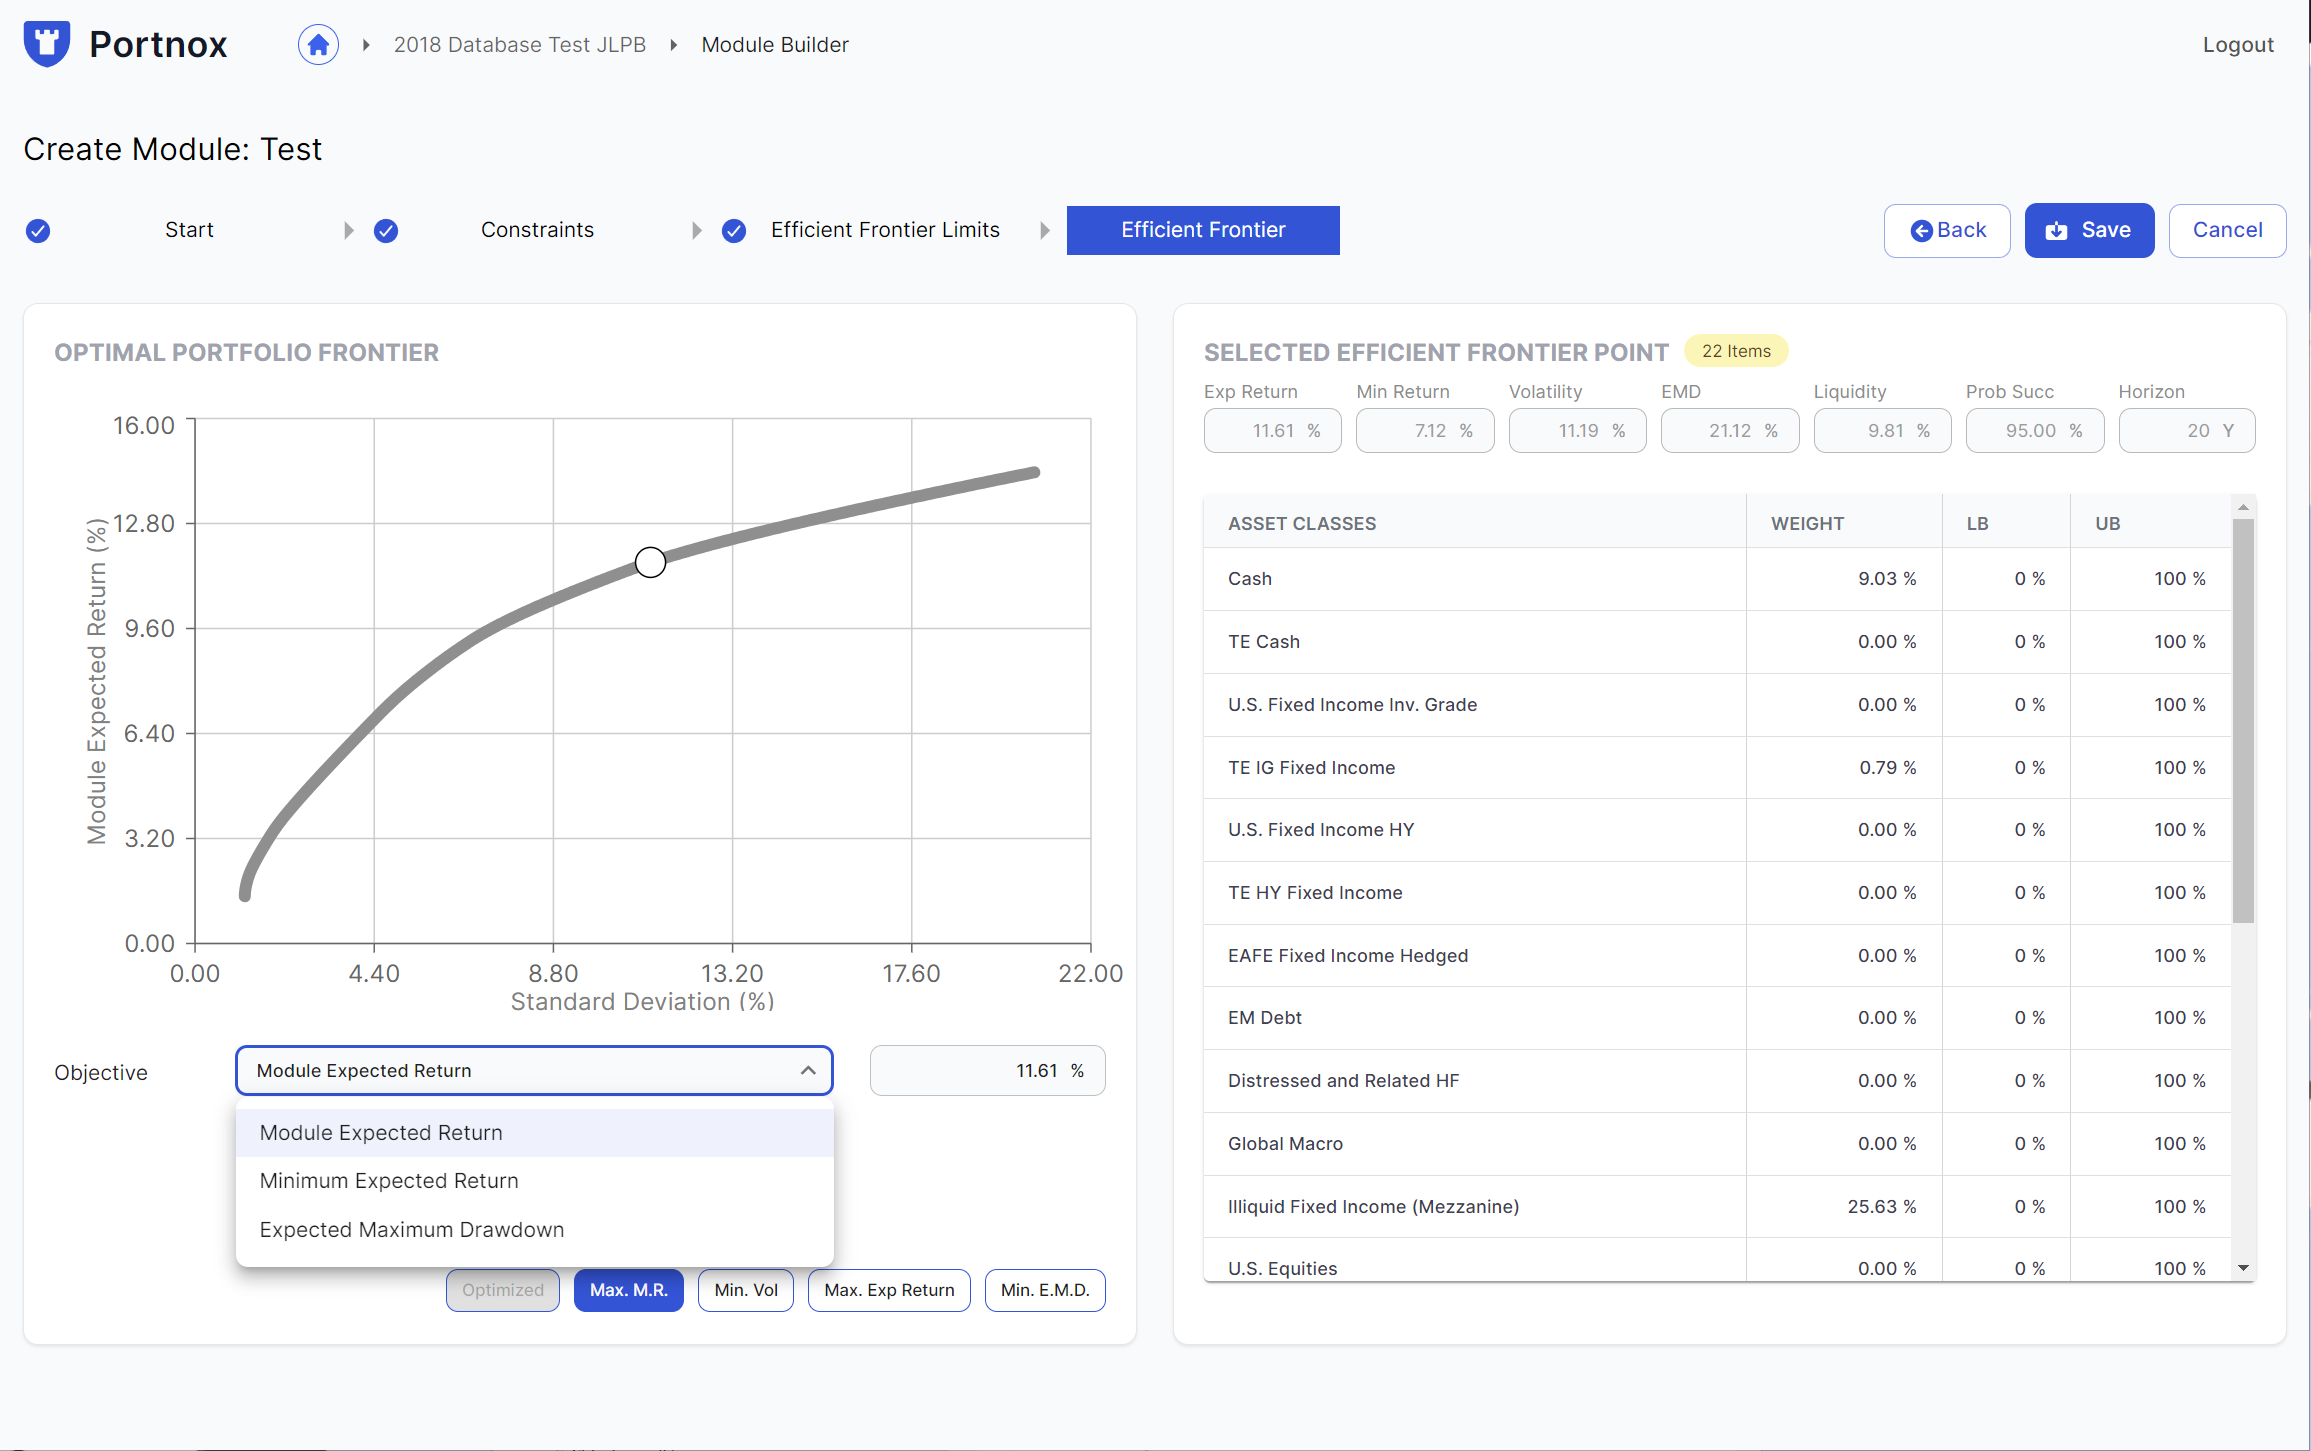 Portnox
2018 Database Test JLPB
Module Builder
Logout
Create Module: Test
Start
Constraints
Efficient Frontier Limits
Efficient Frontier
Back
Save
Cancel
OPTIMAL PORTFOLIO FRONTIER
16.00
12.80
9.60
6.40
3.20
0.00
Module Expected Return (%)
0.00 4.40 8.80 13.20 17.60 22.00
Standard Deviation (%)
Objective
Module Expected Return
11.61 %
Module Expected Return
Minimum Expected Return
Expected Maximum Drawdown
Optimized
Max. M.R.
Min. Vol
Max. Exp Return
Min. E.M.D.
SELECTED EFFICIENT FRONTIER POINT 22 Items
Exp Return Min Return Volatility EMD Liquidity Prob Succ Horizon
11.61 % 7.12 % 11.19 % 21.12 % 9.81 % 95.00 % 20 Y
ASSET CLASSES WEIGHT LB UB
Cash 9.03 % 0 % 100 %
TE Cash 0.00 % 0 % 100 %
U.S. Fixed Income Inv. Grade 0.00 % 0 % 100 %
TE IG Fixed Income 0.79 % 0 % 100 %
U.S. Fixed Income HY 0.00 % 0 % 100 %
TE HY Fixed Income 0.00 % 0 % 100 %
EAFE Fixed Income Hedged 0.00 % 0 % 100 %
EM Debt 0.00 % 0 % 100 %
Distressed and Related HF 0.00 % 0 % 100 %
Global Macro 0.00 % 0 % 100 %
Illiquid Fixed Income (Mezzanine) 25.63 % 0 % 100 %
U.S. Equities 0.00 % 0 % 100 %